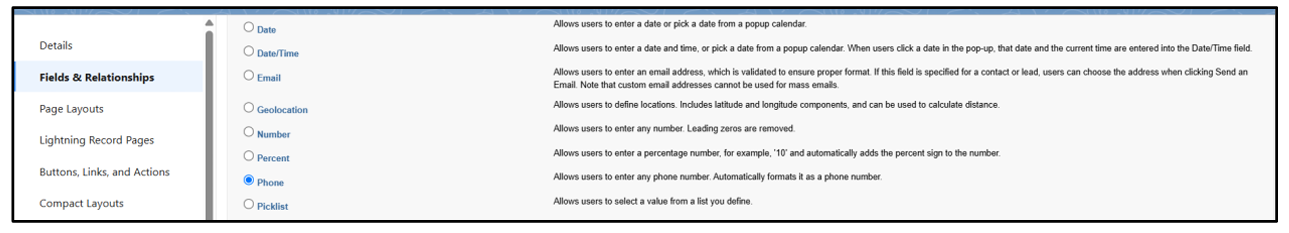 Details
Fields & Relationships
Page Layouts
Lightning Record Pages
Buttons, Links, and Actions
Compact Layouts
Date Allows users to enter a date or pick a date from a popup calendar.
Date/Time Allows users to enter a date and time, or pick a date from a popup calendar. When users click a date in the pop-up, that date and the current time are entered into the Date/Time field.
Email Allows users to enter an email address, which is validated to ensure proper format. If this field is specified for a contact or lead, users can choose the address when clicking Send an
Email. Note that custom email addresses cannot be used for mass emails.
Geolocation Allows users to define locations. Includes latitude and longitude components, and can be used to calculate distance.
Number Allows users to enter any number. Leading zeros are removed.
Percent Allows users to enter a percentage number, for example, '10' and automatically adds the percent sign to the number.
Phone Allows users to enter any phone number. Automatically formats it as a phone number.
Picklist Allows users to select a value from a list you define.